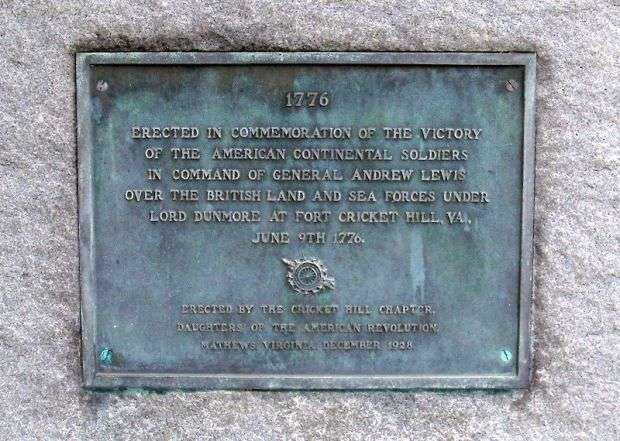 1776
ERECTED IN COMMEMORATION OF THE VICTORY
OF THE AMERICAN CONTINENTAL SOLDIERS
IN COMMAND OF GENERAL ANDREW LEWIS
OVER THE BRITISH LAND AND SEA FORCES UNDER
LORD DUNMORE AT FORT CRICKET HILL, VA.,
JUNE 9TH 1776.
ERECTED BY THE CRICKET HILL CHAPTER,
DAUGHTERS OF THE AMERICAN REVOLUTION,
MATHEWS VIRGINIA, DECEMBER 1928